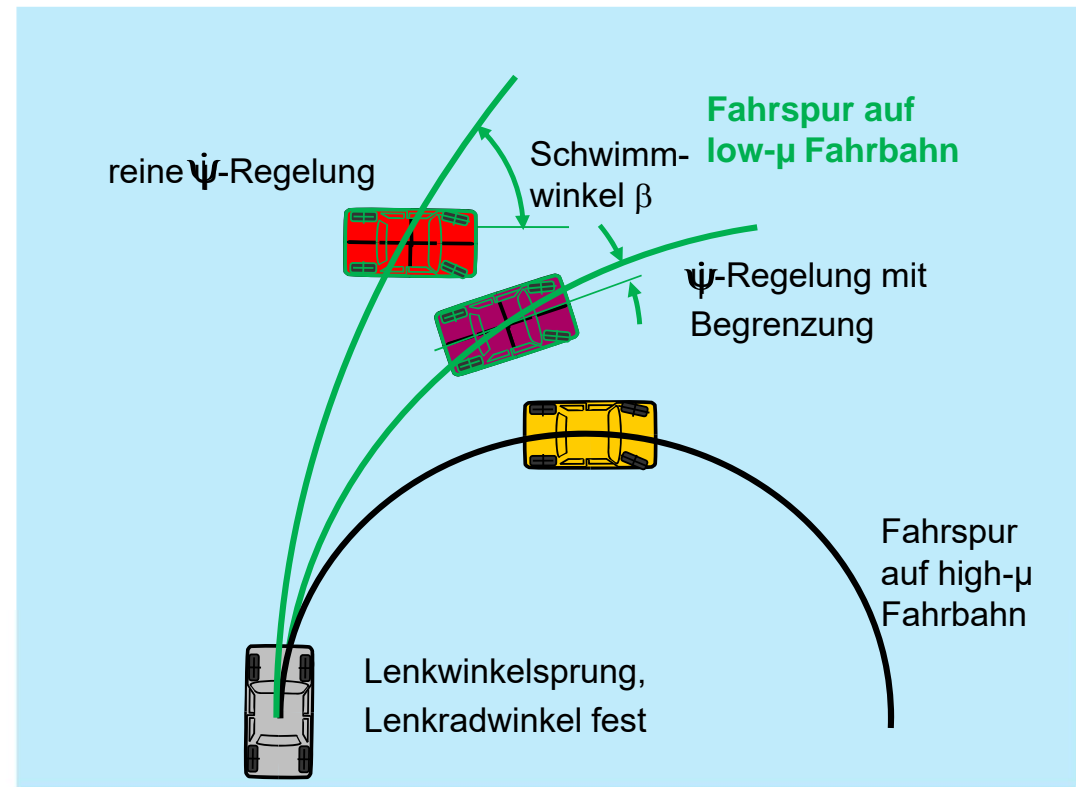 reine ψ̇-Regelung
Schwimm-
winkel β
Fahrspur auf
low-µ Fahrbahn
ψ̇-Regelung mit
Begrenzung
Fahrspur
auf high-µ
Fahrbahn
Lenkwinkelsprung,
Lenkradwinkel fest